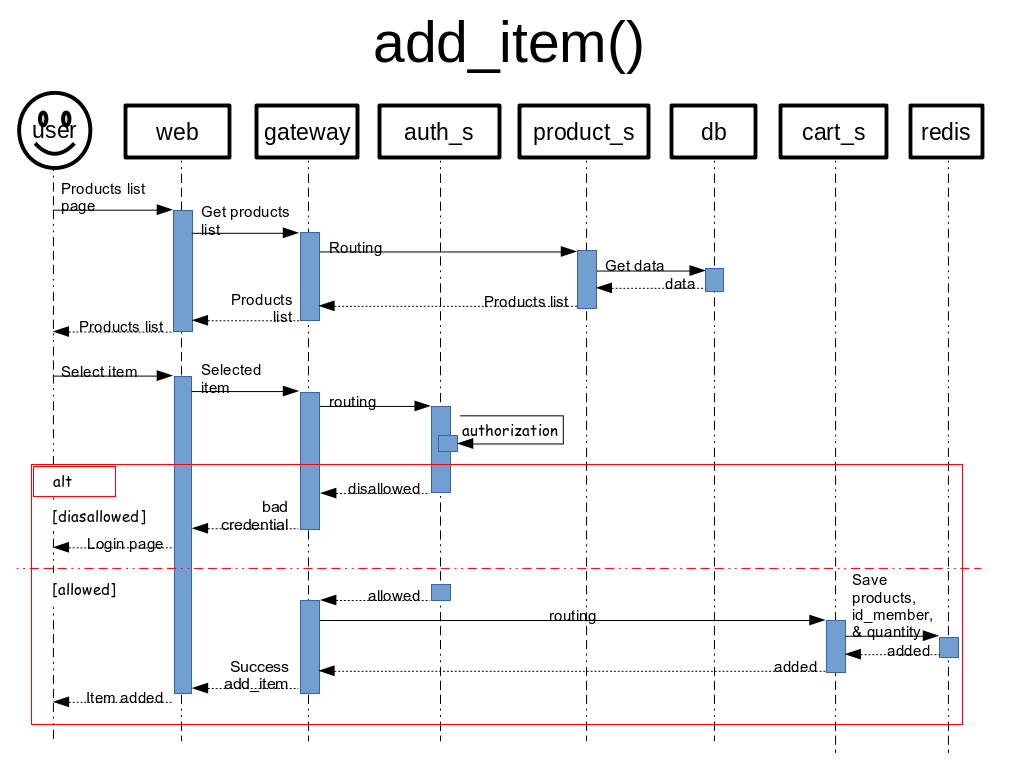 add_item()
user
web
gateway
auth_s
product_s
db
cart_s
redis
Products list
page
Get products
list
Routing
Get data
data
Products list
Products
list
Products list
Select item
Selected
item
routing
authorization
alt
disallowed
[diasallowed]
bad
credential
Login page
[allowed]
allowed
routing
Save
products,
id_member,
& quantity
added
added
Success
add_item
Item added